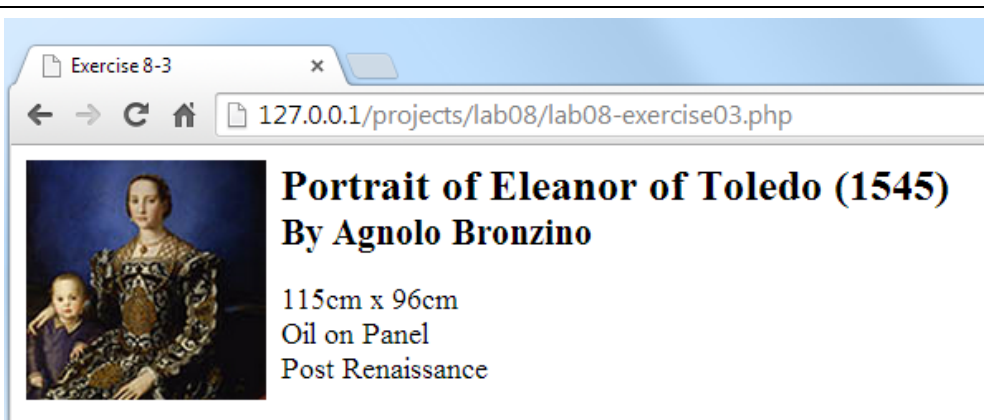 Exercise 8-3
127.0.0.1/projects/lab08/lab08-exercise03.php
Portrait of Eleanor of Toledo (1545)
By Agnolo Bronzino
115cm x 96cm
Oil on Panel
Post Renaissance